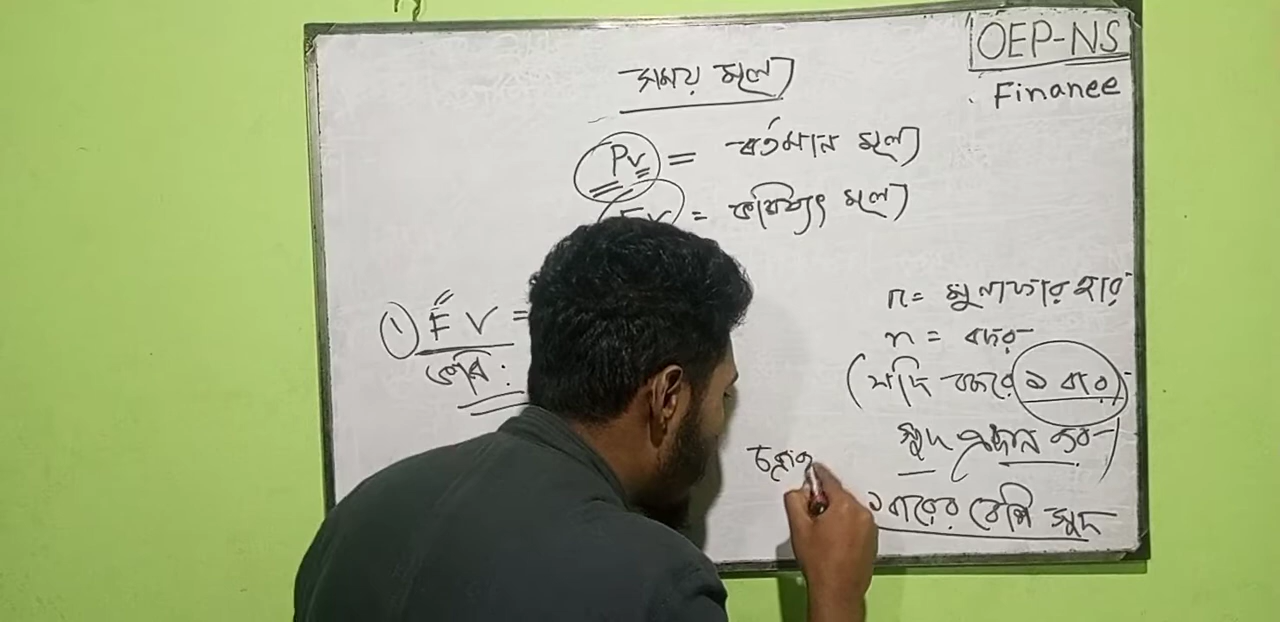 OEP-NS
Finance
সময় মূল্য
Pv = বর্তমান মূল্য
Fv = ভবিষ্যৎ মূল্য
r = মুনাফার হার
n = বছর
(যদি বছরে ১ বার
সুদ প্রদান করে)
১ বারের বেশি সুদ
① FV =
চক্র